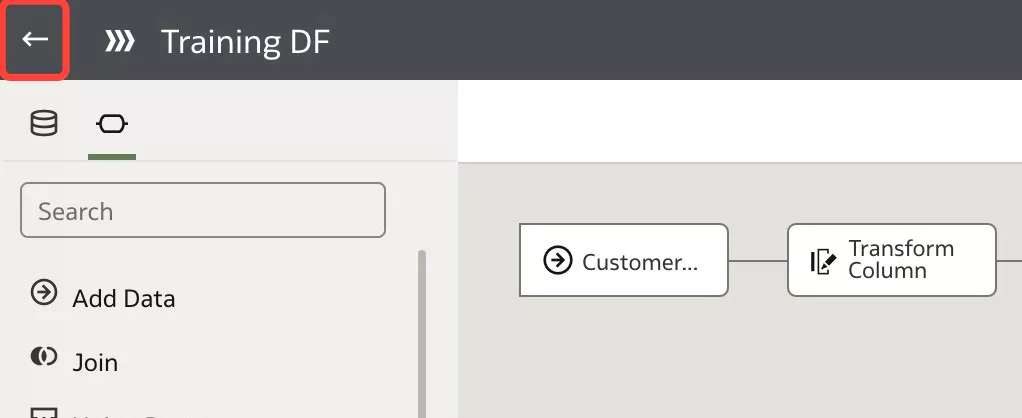 Training DF
Search
Add Data
Join
Customer...
Transform
Column